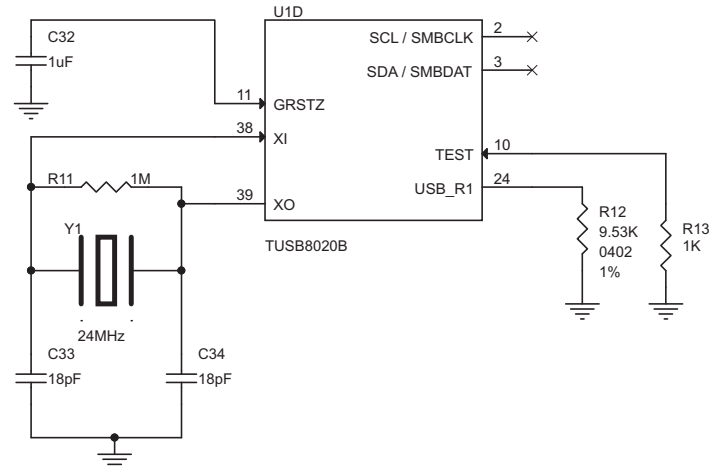 U1D
C32
1uF
2
SCL / SMBCLK
3
SDA / SMBDAT
11
GRSTZ
38
XI
10
TEST
24
USB_R1
R11
1M
39
XO
TUSB8020B
R12
9.53K
0402
1%
R13
1K
Y1
24MHz
C33
18pF
C34
18pF